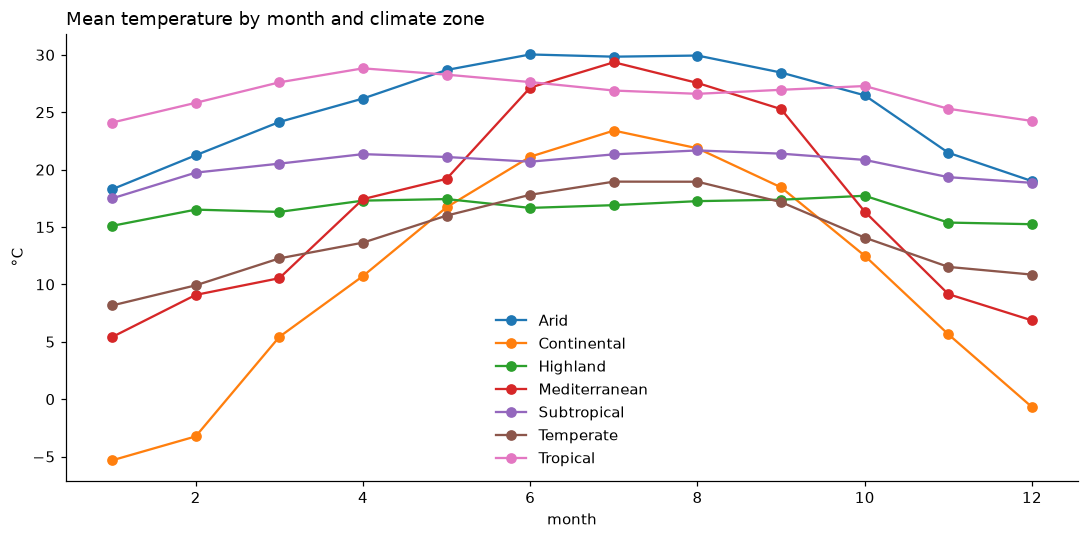 Mean temperature by month and climate zone
°C
30
25
20
15
10
5
0
−5
Arid
Continental
Highland
Mediterranean
Subtropical
Temperate
Tropical
2 4 6 8 10 12
month